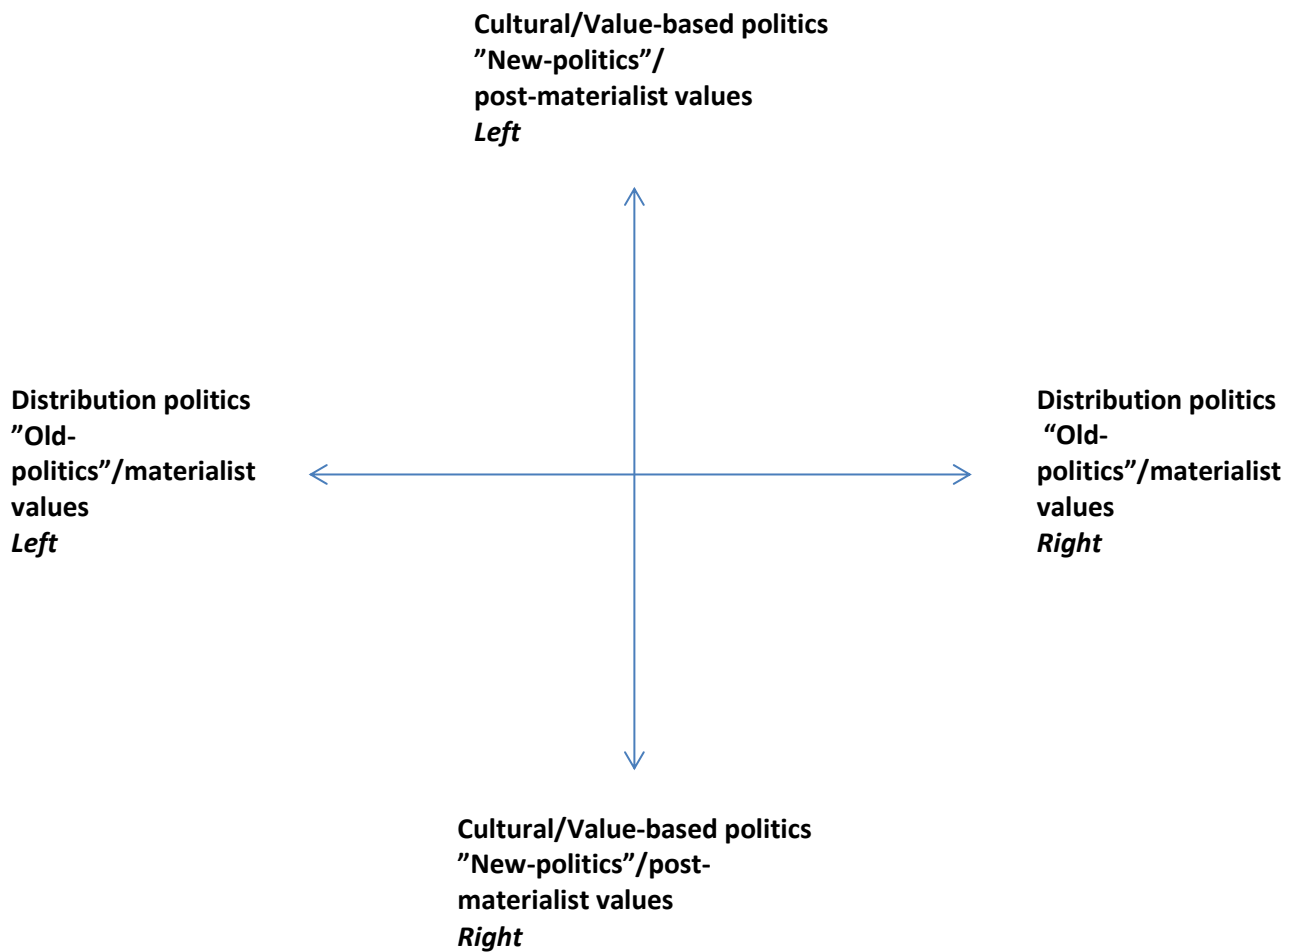 Cultural/Value-based politics
”New-politics”/
post-materialist values
Left
Distribution politics
”Old-
politics”/materialist
values
Left
Distribution politics
“Old-
politics”/materialist
values
Right
Cultural/Value-based politics
”New-politics”/post-
materialist values
Right